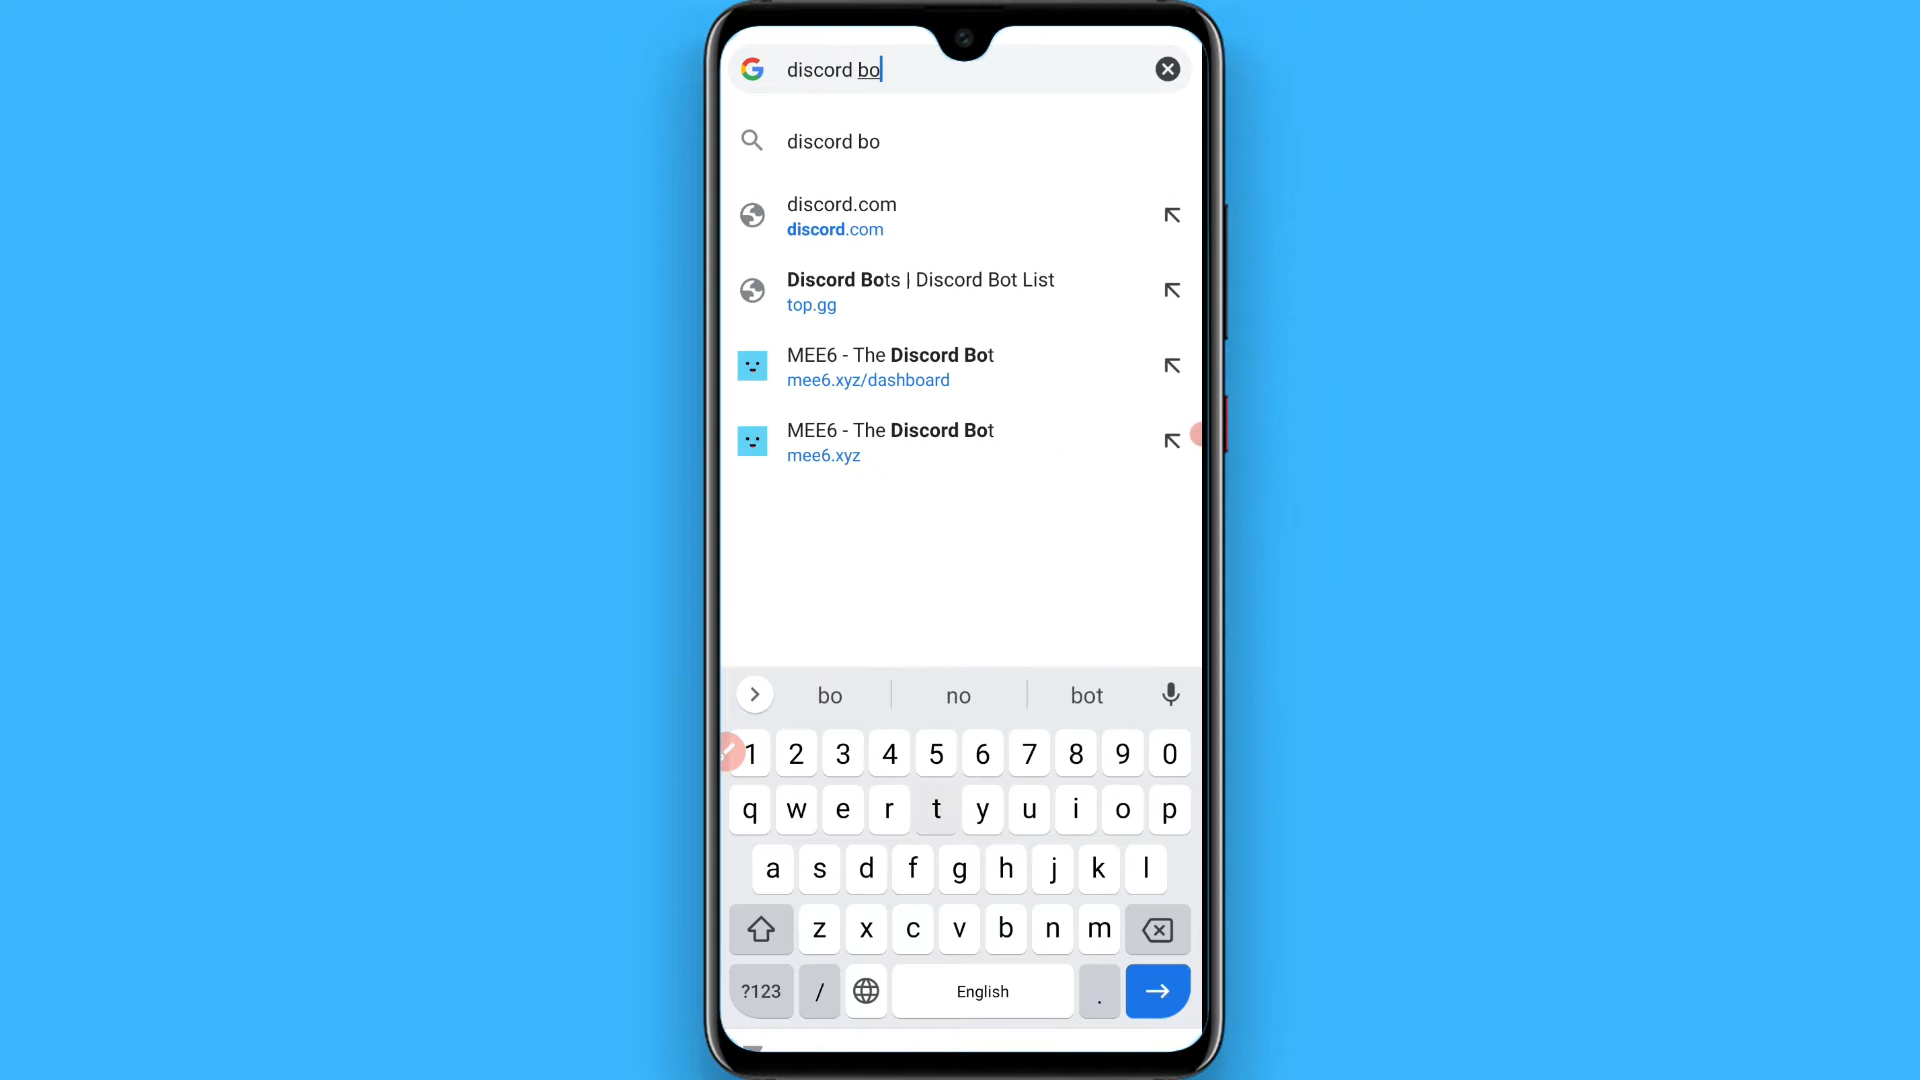 discord bo
discord bo
discord.com
discord.com
Discord Bots | Discord Bot List
top.gg
MEE6 - The Discord Bot
mee6.xyz/dashboard
MEE6 - The Discord Bot
mee6.xyz
bo no bot
1 2 3 4 5 6 7 8 9 0
q w e r t y u i o p
a s d f g h j k l
z x c v b n m
?123 / English .